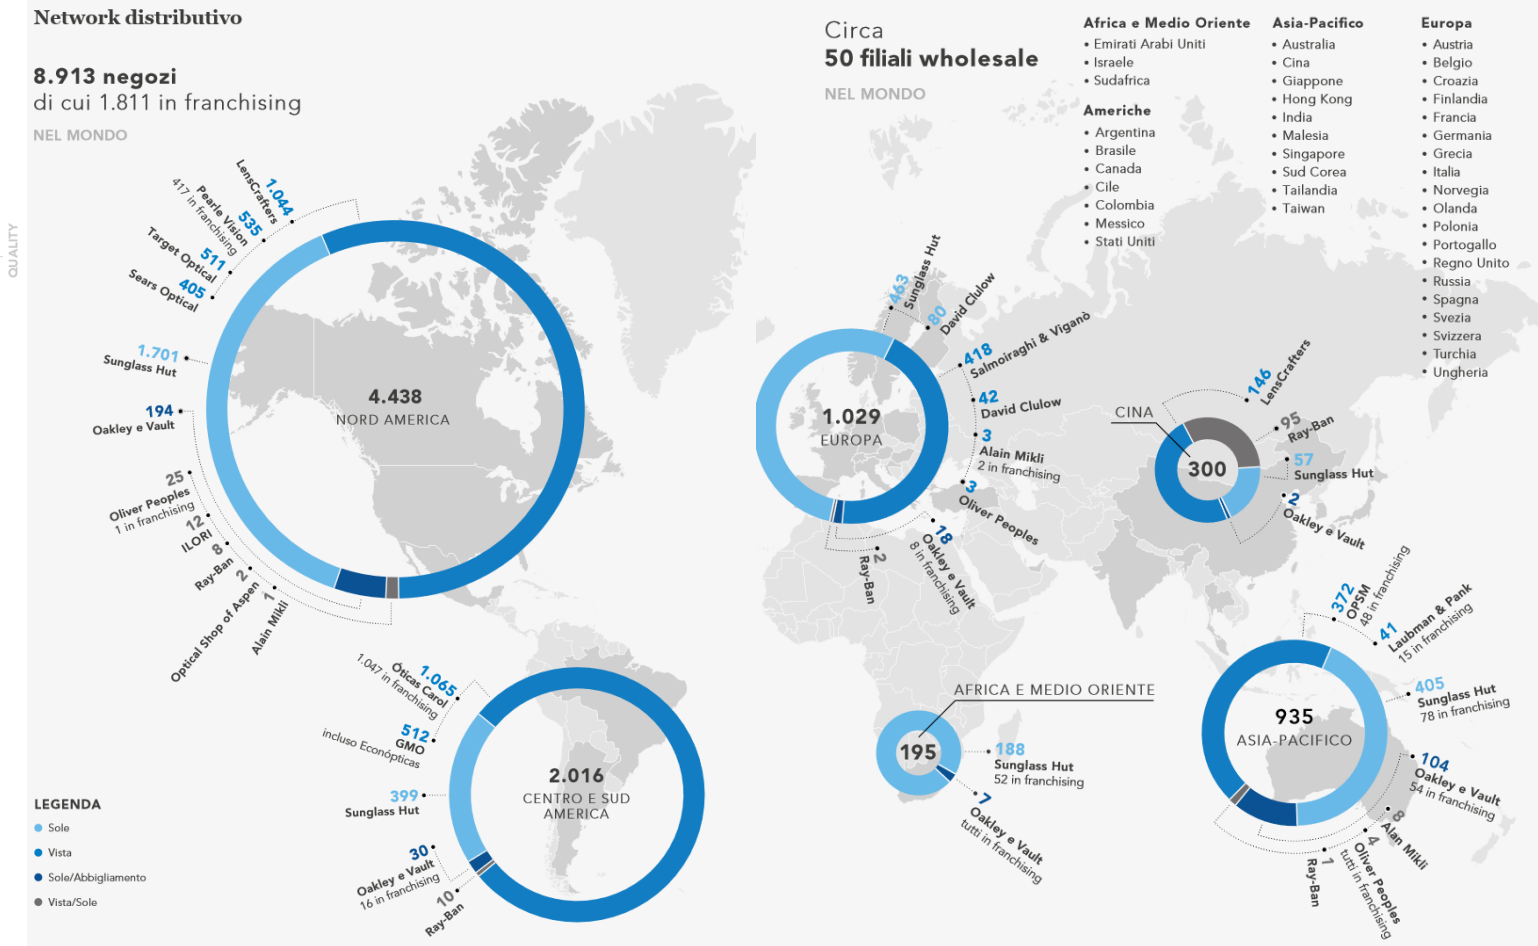 Network distributivo
8.913 negozi
di cui 1.811 in franchising
NEL MONDO
QUALITY
1.044
LensCrafters
535
Pearle Vision
417 in franchising
511
Target Optical
405
Sears Optical
1.701
Sunglass Hut
194
Oakley e Vault
25
Oliver Peoples
1 in franchising
12
ILORI
8
Ray-Ban
2
Optical Shop of Aspen
1
Alain Mikli
4.438
NORD AMERICA
1.065
Óticas Carol
1.047 in franchising
512
GMO
incluso Econópticas
399
Sunglass Hut
30
Oakley e Vault
16 in franchising
10
Ray-Ban
2.016
CENTRO E SUD
AMERICA
LEGENDA
Sole
Vista
Sole/Abbigliamento
Vista/Sole
Circa
50 filiali wholesale
NEL MONDO
Africa e Medio Oriente
• Emirati Arabi Uniti
• Israele
• Sudafrica
Americhe
• Argentina
• Brasile
• Canada
• Cile
• Colombia
• Messico
• Stati Uniti
Asia-Pacifico
• Australia
• Cina
• Giappone
• Hong Kong
• India
• Malesia
• Singapore
• Sud Corea
• Tailandia
• Taiwan
Europa
• Austria
• Belgio
• Croazia
• Finlandia
• Francia
• Germania
• Grecia
• Italia
• Norvegia
• Olanda
• Polonia
• Portogallo
• Regno Unito
• Russia
• Spagna
• Svezia
• Svizzera
• Turchia
• Ungheria
463
Sunglass Hut
80
David Clulow
418
Salmoiraghi & Viganò
42
David Clulow
3
Alain Mikli
2 in franchising
3
Oliver Peoples
18
Oakley e Vault
8 in franchising
2
Ray-Ban
1.029
EUROPA
CINA
300
146
LensCrafters
95
Ray-Ban
57
Sunglass Hut
2
Oakley e Vault
AFRICA E MEDIO ORIENTE
195
188
Sunglass Hut
52 in franchising
7
Oakley e Vault
tutti in franchising
372
OPSM
48 in franchising
41
Laubman & Pank
15 in franchising
405
Sunglass Hut
78 in franchising
104
Oakley e Vault
54 in franchising
8
Alan Mikli
4
Oliver Peoples
tutti in franchising
1
Ray-Ban
935
ASIA-PACIFICO